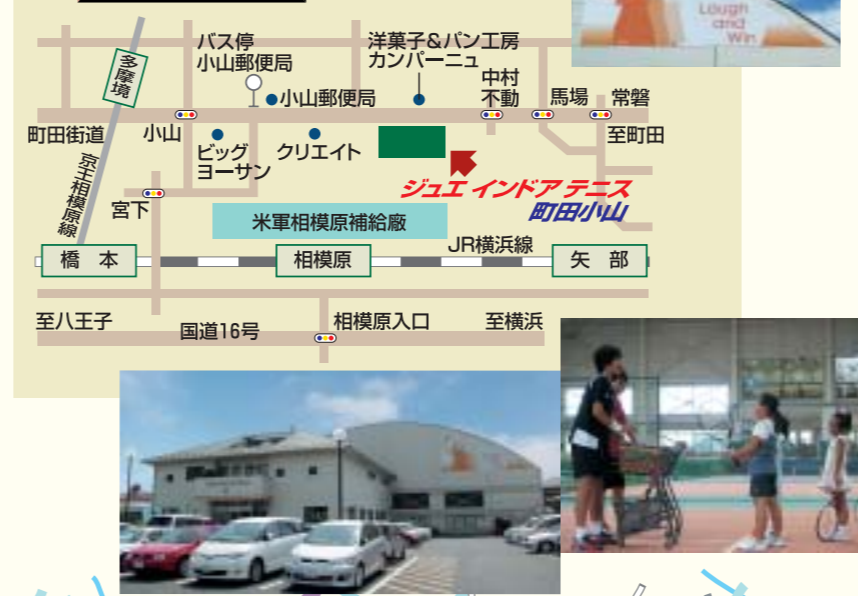 Laugh
and
Win
バス停
小山郵便局
洋菓子&パン工房
カンパーニュ
多摩境
小山郵便局
中村
不動
馬場
常磐
町田街道
小山
ビッグ
ヨーサン
クリエイト
至町田
京王相模原線
ジュエ インドア テニス
町田小山
宮下
米軍相模原補給廠
JR横浜線
橋 本
相模原
矢 部
至八王子
国道16号
相模原入口
至横浜